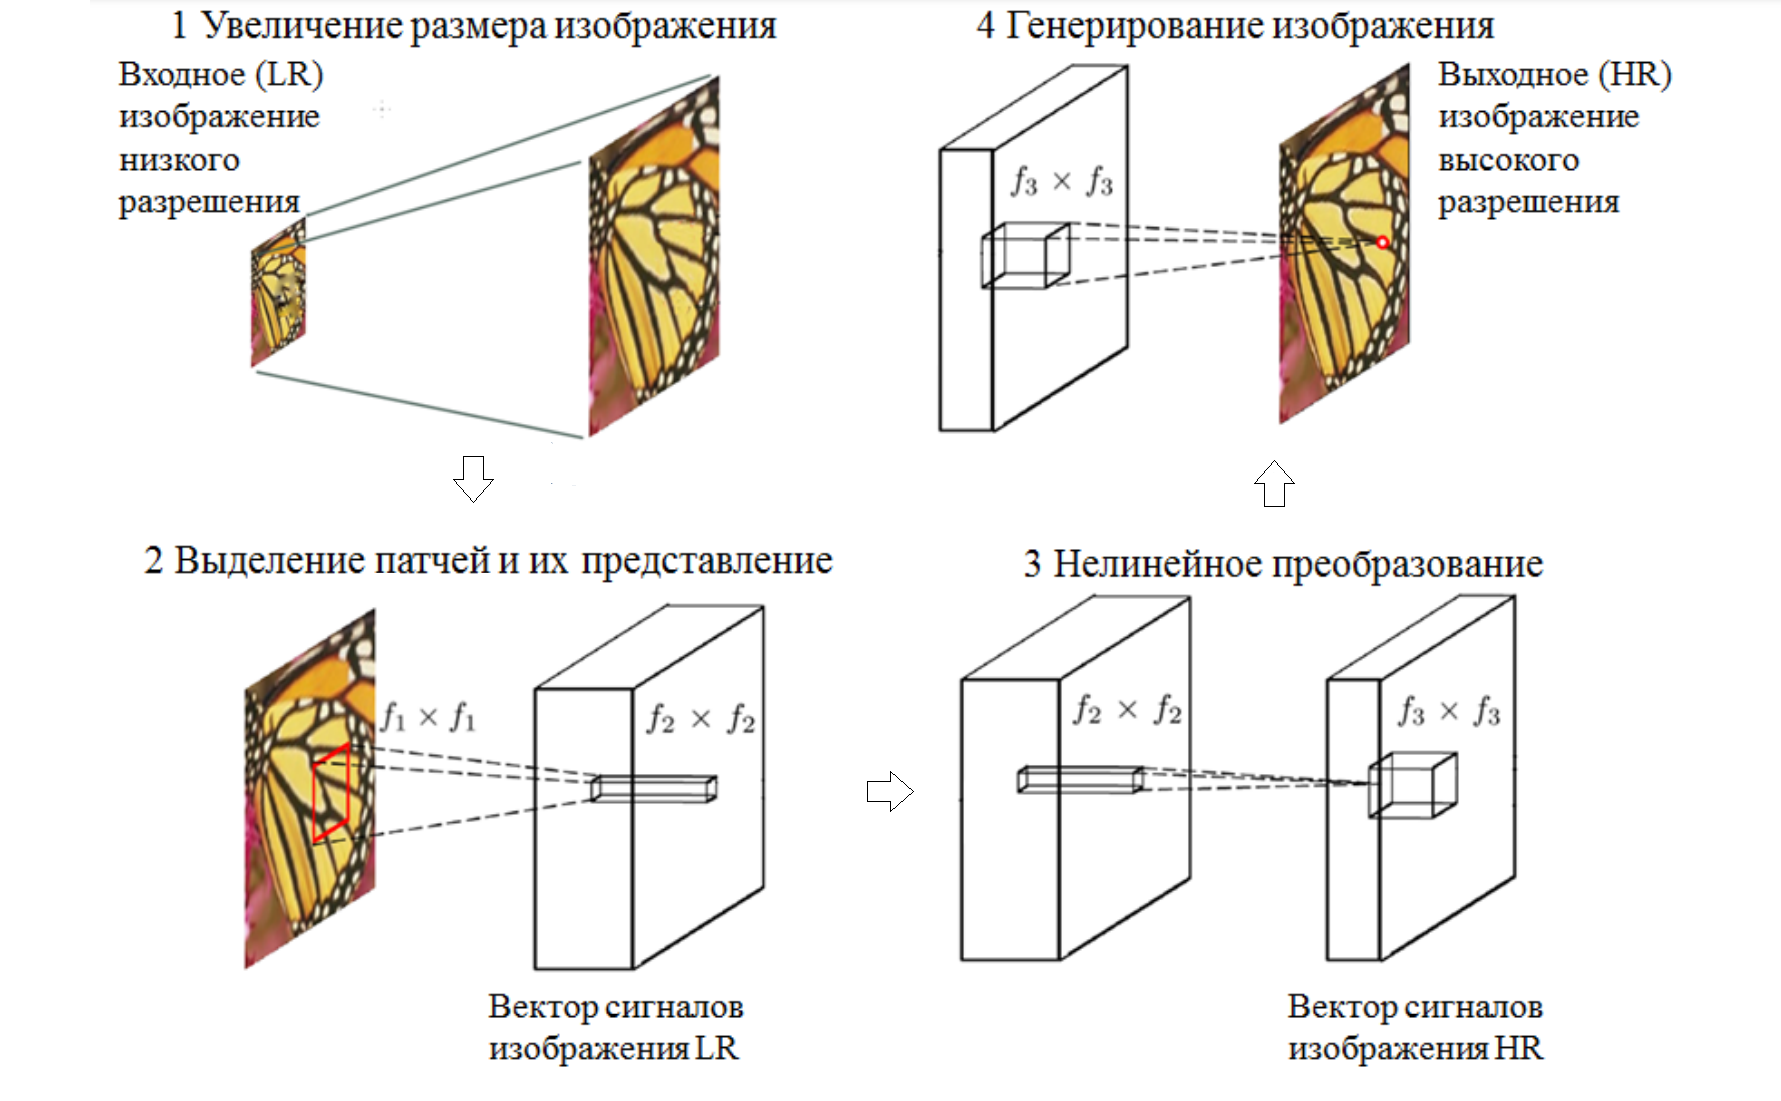 1 Увеличение размера изображения
Входное (LR)
изображение
низкого
разрешения
2 Выделение патчей и их представление
f₁ × f₁
f₂ × f₂
Вектор сигналов
изображения LR
3 Нелинейное преобразование
f₂ × f₂
f₃ × f₃
Вектор сигналов
изображения HR
4 Генерирование изображения
f₃ × f₃
Выходное (HR)
изображение
высокого
разрешения